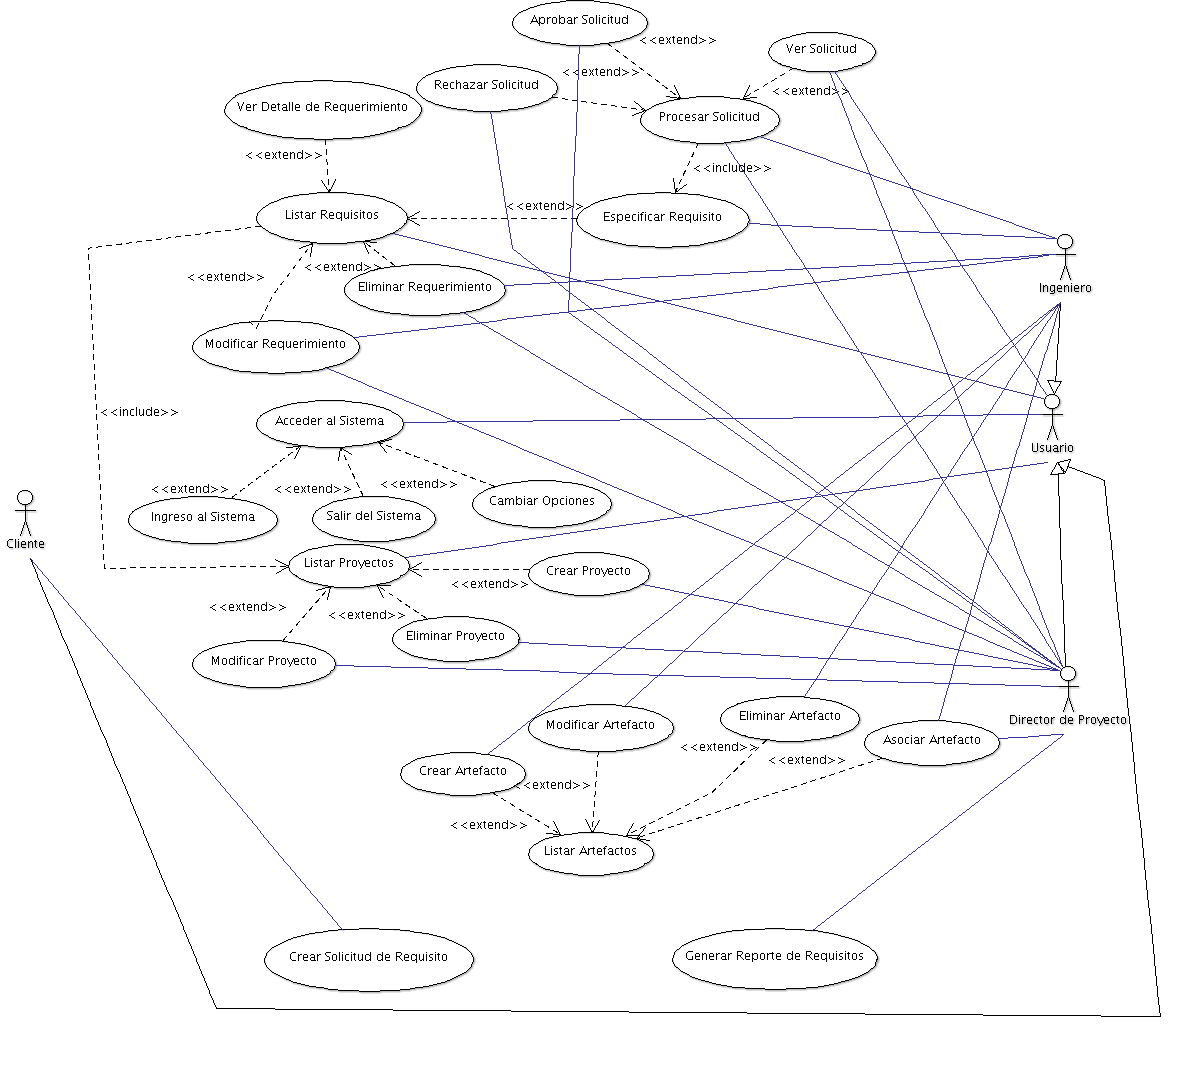 Aprobar Solicitud
<<extend>>
Ver Solicitud
<<extend>>
Rechazar Solicitud
<<extend>>
Ver Detalle de Requerimiento
Procesar Solicitud
<<extend>>
<<include>>
<<extend>>
Listar Requisitos
Especificar Requisito
<<extend>>
<<extend>>
Eliminar Requerimiento
Ingeniero
Modificar Requerimiento
<<include>>
Acceder al Sistema
Usuario
<<extend>>
<<extend>>
<<extend>>
Cambiar Opciones
Ingreso al Sistema
Salir del Sistema
Cliente
Listar Proyectos
Crear Proyecto
<<extend>>
<<extend>>
<<extend>>
Eliminar Proyecto
Modificar Proyecto
Eliminar Artefacto
Director de Proyecto
Modificar Artefacto
Asociar Artefacto
<<extend>>
<<extend>>
Crear Artefacto
<<extend>>
<<extend>>
Listar Artefactos
Crear Solicitud de Requisito
Generar Reporte de Requisitos